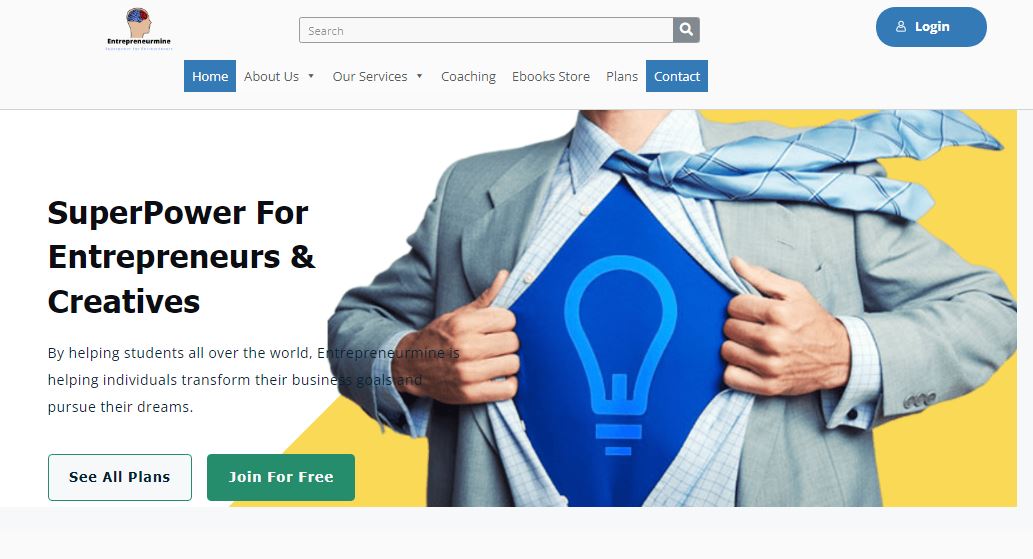 Entrepreneurmine
Search
Login
Home
About Us
Our Services
Coaching
Ebooks Store
Plans
Contact
SuperPower For
Entrepreneurs &
Creatives
By helping students all over the world, Entrepreneurmine is
helping individuals transform their business goals and
pursue their dreams.
See All Plans
Join For Free